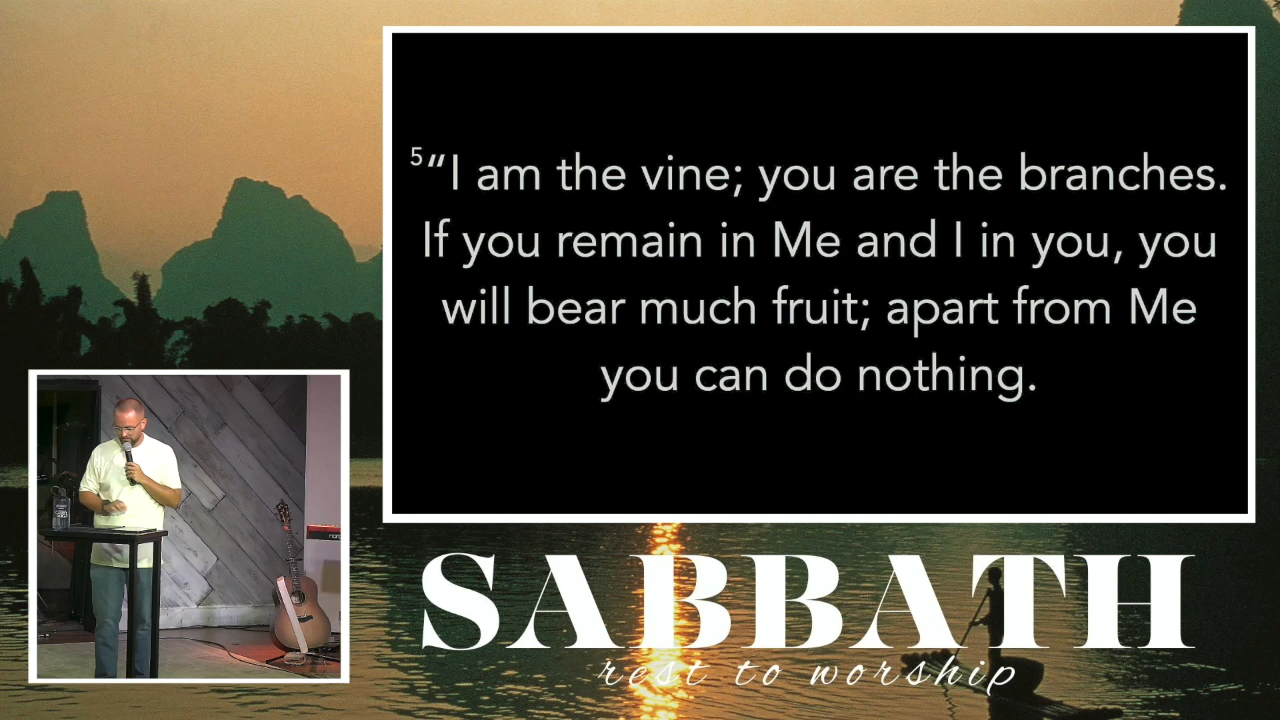 ⁵“I am the vine; you are the branches.
If you remain in Me and I in you, you
will bear much fruit; apart from Me
you can do nothing.
SABBATH
rest to worship